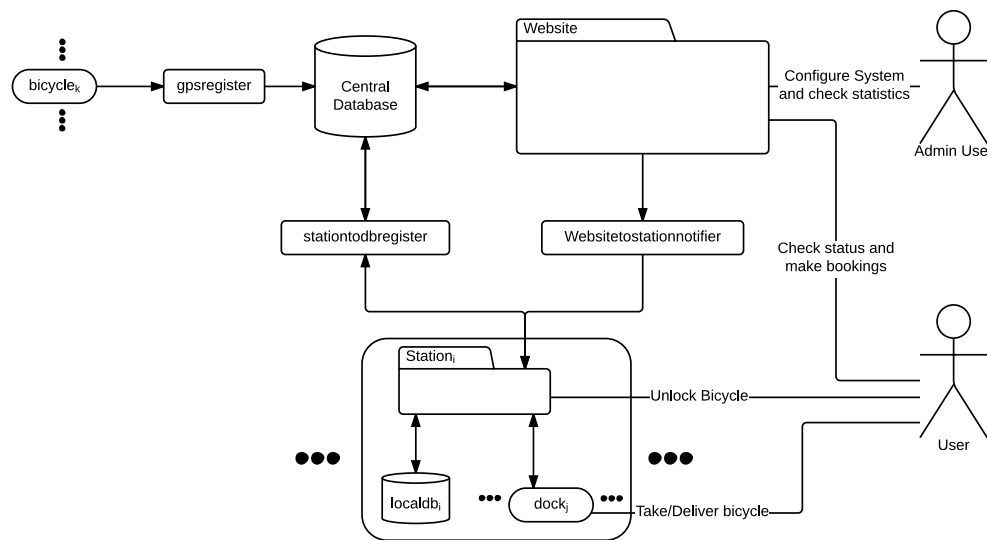 Website
bicyclek
gpsregister
Central
Database
Configure System
and check statistics
Admin User
stationtodbregister
Websitetostationnotifier
Check status and
make bookings
Stationi
Unlock Bicycle
User
localdbi
dockj
Take/Deliver bicycle